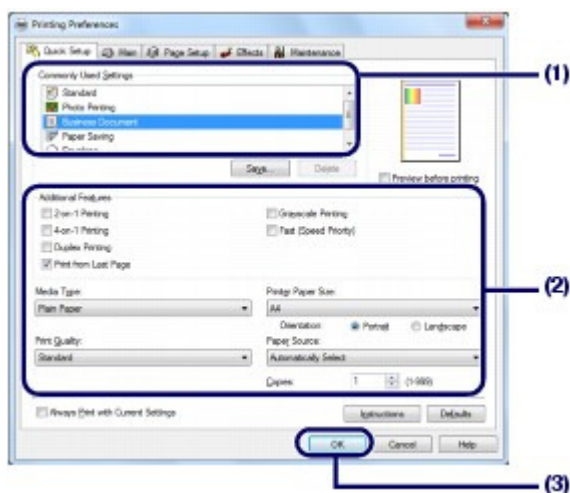 Printing Preferences
Quick Setup Main Page Setup Effects Maintenance
Commonly Used Settings
(1)
Standard
Photo Printing
Business Document
Paper Saving
Envelope
Save... Delete
Preview before printing
Additional Features
2-on-1 Printing Grayscale Printing
4-on-1 Printing Fast (Speed Priority)
Duplex Printing
Print from Last Page
(2)
Media Type: Printer Paper Size:
Plain Paper A4
Orientation: Portrait Landscape
Print Quality: Paper Source:
Standard Automatically Select
Copies: 1 (1-999)
Always Print with Current Settings Instructions Defaults
OK Cancel Help
(3)